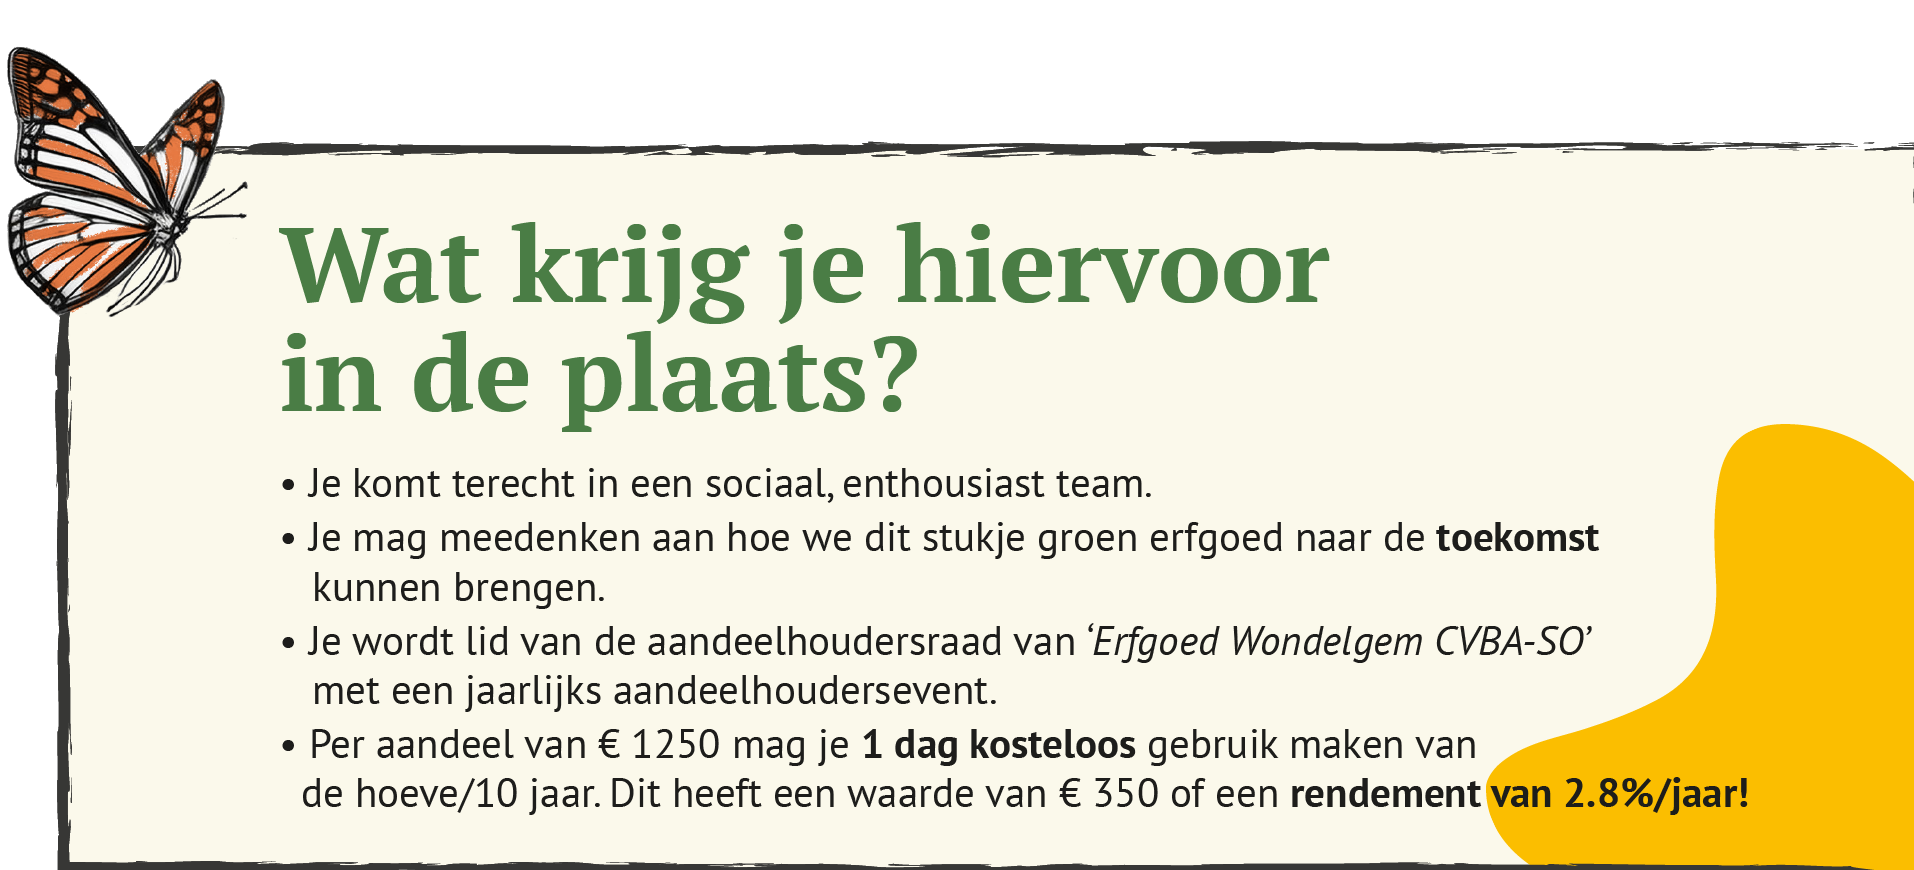 Wat krijg je hiervoor
in de plaats?
• Je komt terecht in een sociaal, enthousiast team.
• Je mag meedenken aan hoe we dit stukje groen erfgoed naar de toekomst
kunnen brengen.
• Je wordt lid van de aandeelhoudersraad van ‘Erfgoed Wondelgem CVBA-SO’
met een jaarlijks aandeelhoudersevent.
• Per aandeel van € 1250 mag je 1 dag kosteloos gebruik maken van
de hoeve/10 jaar. Dit heeft een waarde van € 350 of een rendement van 2.8%/jaar!